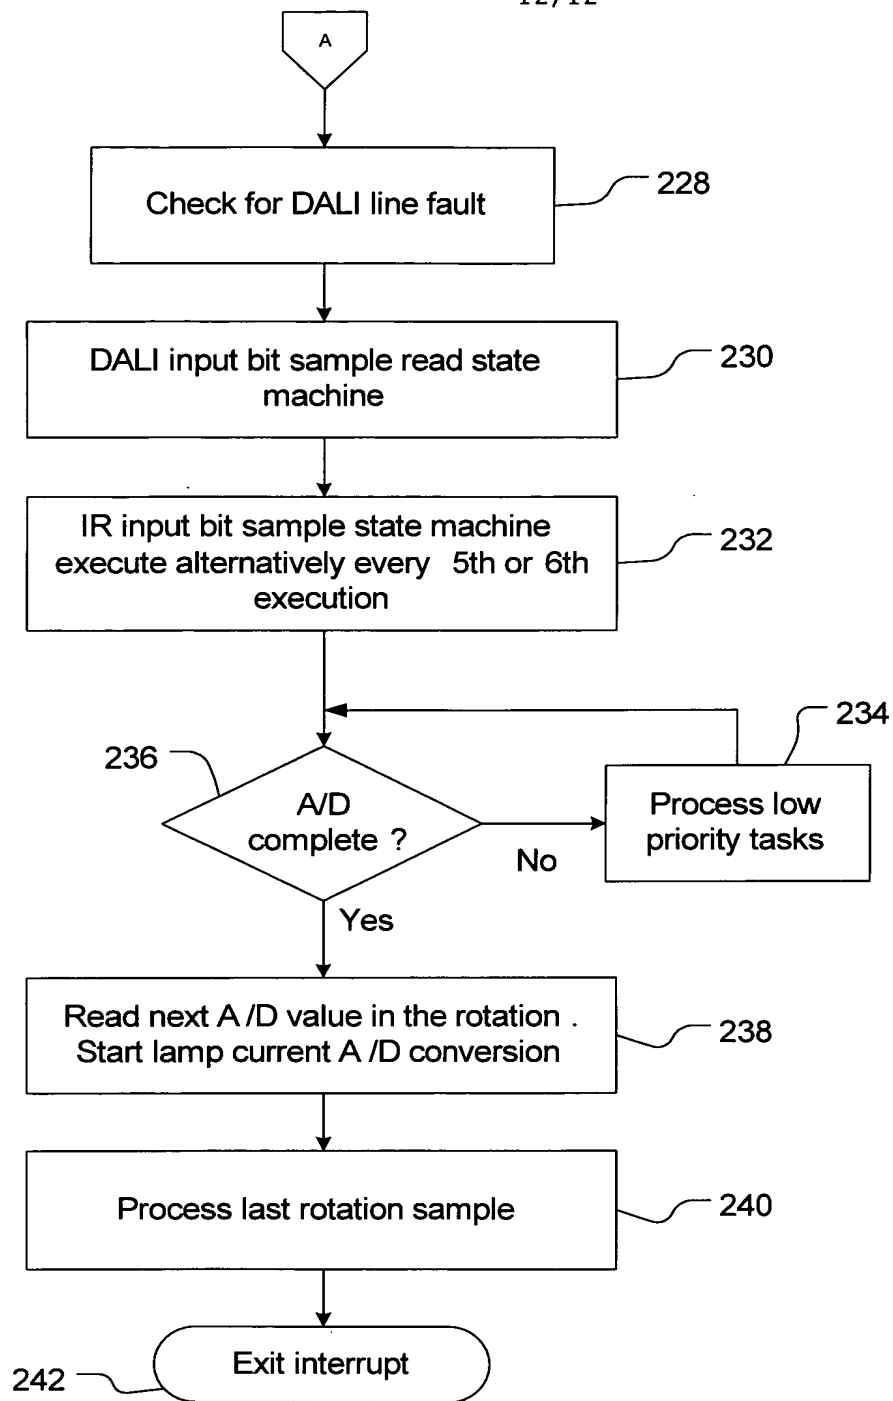 12/12
A
Check for DALI line fault
228
DALI input bit sample read state
machine
230
IR input bit sample state machine
execute alternatively every 5th or 6th
execution
232
234
236
A/D
complete ?
Process low
priority tasks
No
Yes
Read next A /D value in the rotation .
Start lamp current A /D conversion
238
Process last rotation sample
240
Exit interrupt
242